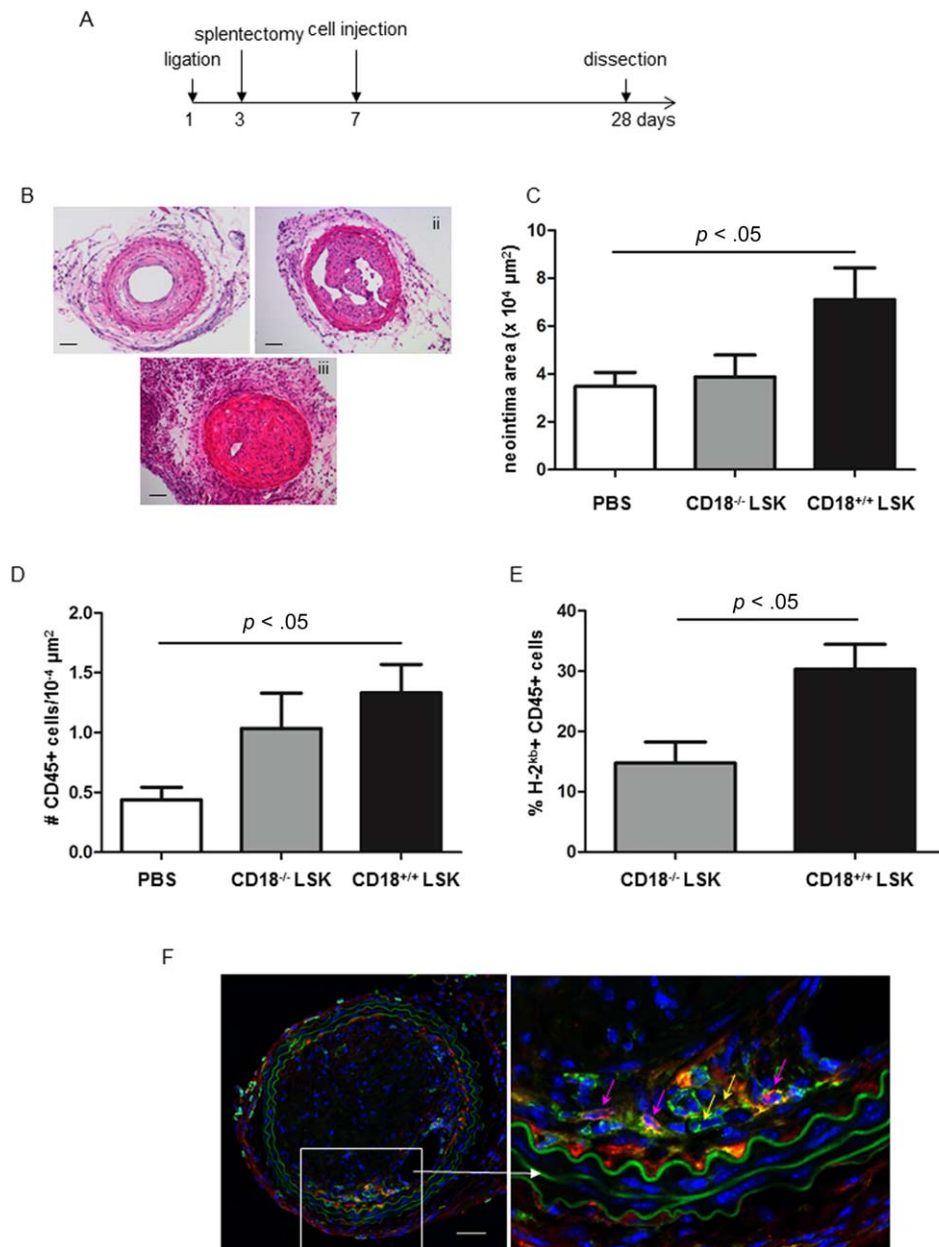 A
splentectomy cell injection
ligation dissection
1 3 7 28 days
B
ii
iii
C
p < .05
neointima area (x 10⁴ µm²)
10
8
6
4
2
0
PBS CD18⁻/⁻ LSK CD18⁺/⁺ LSK
D
p < .05
# CD45+ cells/10⁻⁴ µm²
2.0
1.5
1.0
0.5
0.0
PBS CD18⁻/⁻ LSK CD18⁺/⁺ LSK
E
p < .05
% H-2ᵏᵇ+ CD45+ cells
40
30
20
10
0
CD18⁻/⁻ LSK CD18⁺/⁺ LSK
F